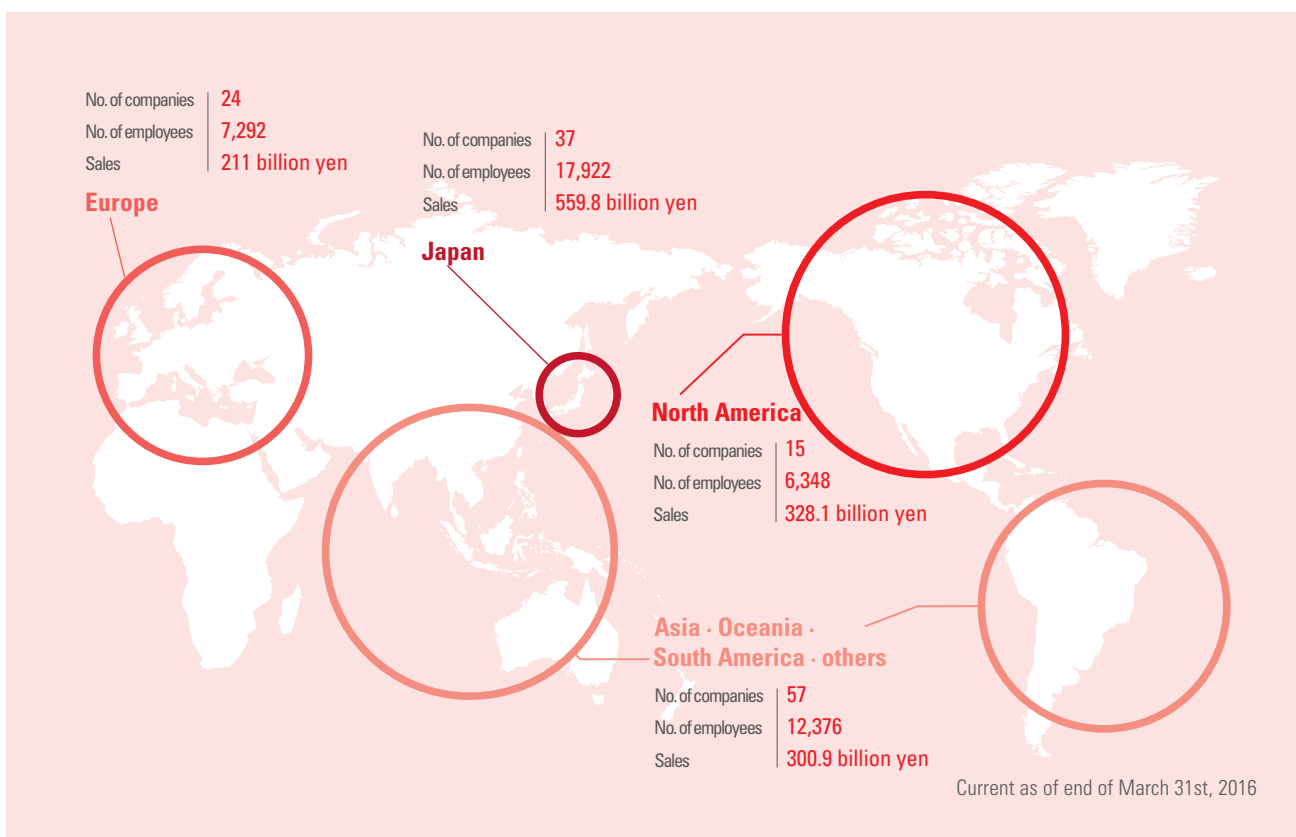 No. of companies 24
No. of employees 7,292
Sales 211 billion yen
Europe
No. of companies 37
No. of employees 17,922
Sales 559.8 billion yen
Japan
North America
No. of companies 15
No. of employees 6,348
Sales 328.1 billion yen
Asia · Oceania ·
South America · others
No. of companies 57
No. of employees 12,376
Sales 300.9 billion yen
Current as of end of March 31st, 2016